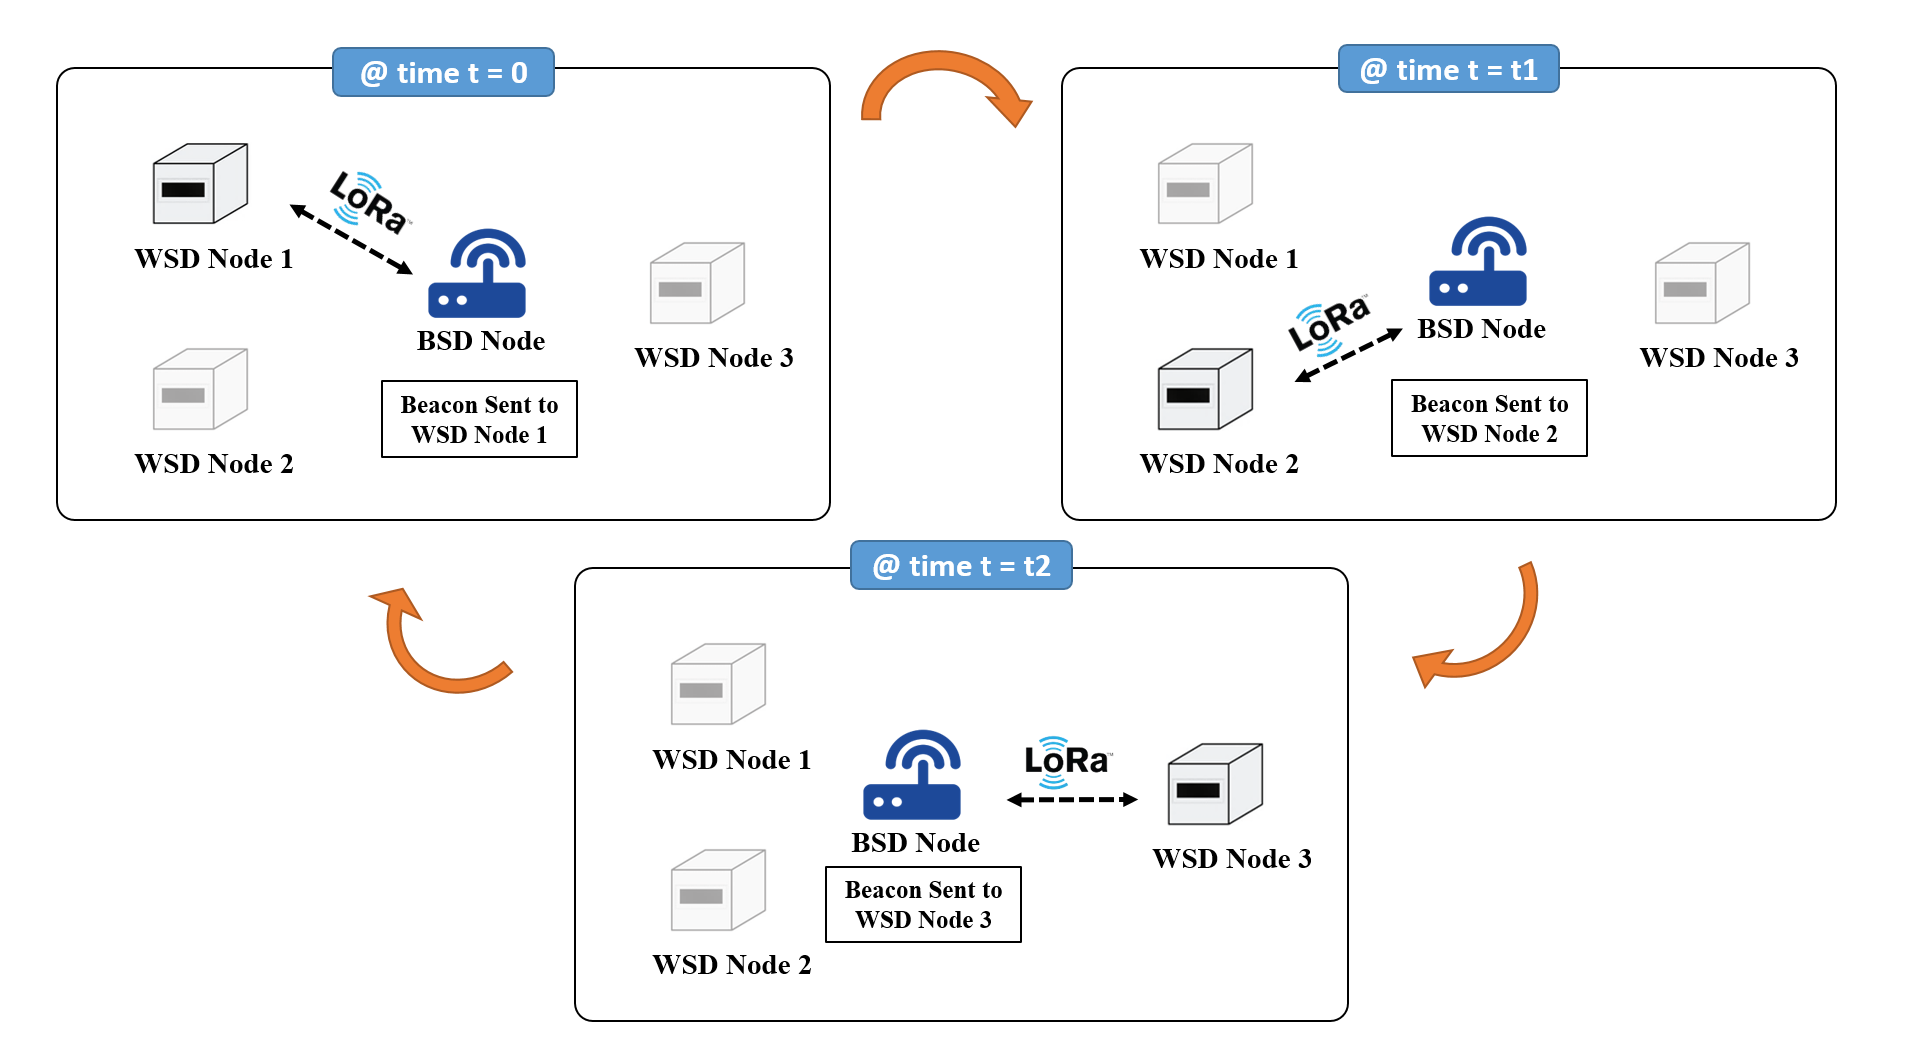 @ time t = 0
LoRa™
WSD Node 1
BSD Node
WSD Node 3
Beacon Sent to
WSD Node 1
WSD Node 2
@ time t = t1
WSD Node 1
LoRa™
BSD Node
WSD Node 3
Beacon Sent to
WSD Node 2
WSD Node 2
@ time t = t2
WSD Node 1
LoRa™
BSD Node
WSD Node 3
Beacon Sent to
WSD Node 3
WSD Node 2